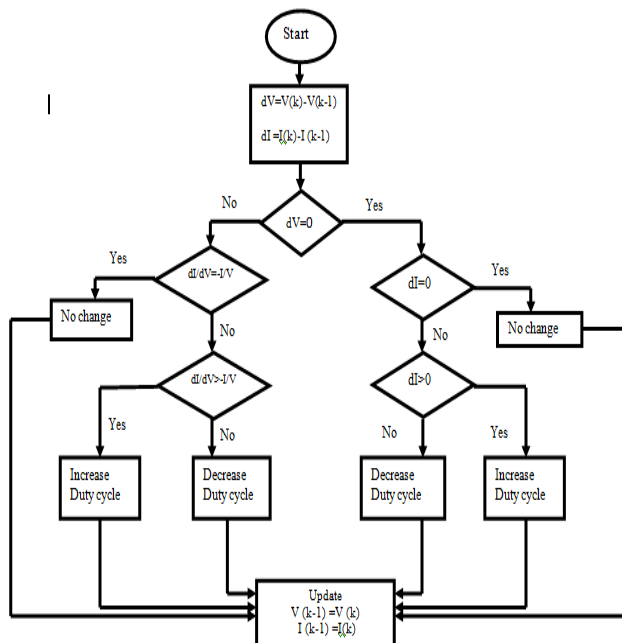 Start
dV=V(k)-V(k-1)
dI =I(k)-I (k-1)
dV=0
No
Yes
dI/dV=-I/V
dI=0
Yes
Yes
No change
No change
No
No
dI/dV>-I/V
dI>0
Yes
No
No
Yes
Increase
Duty cycle
Decrease
Duty cycle
Decrease
Duty cycle
Increase
Duty cycle
Update
V (k-1) =V (k)
I (k-1) =I(k)